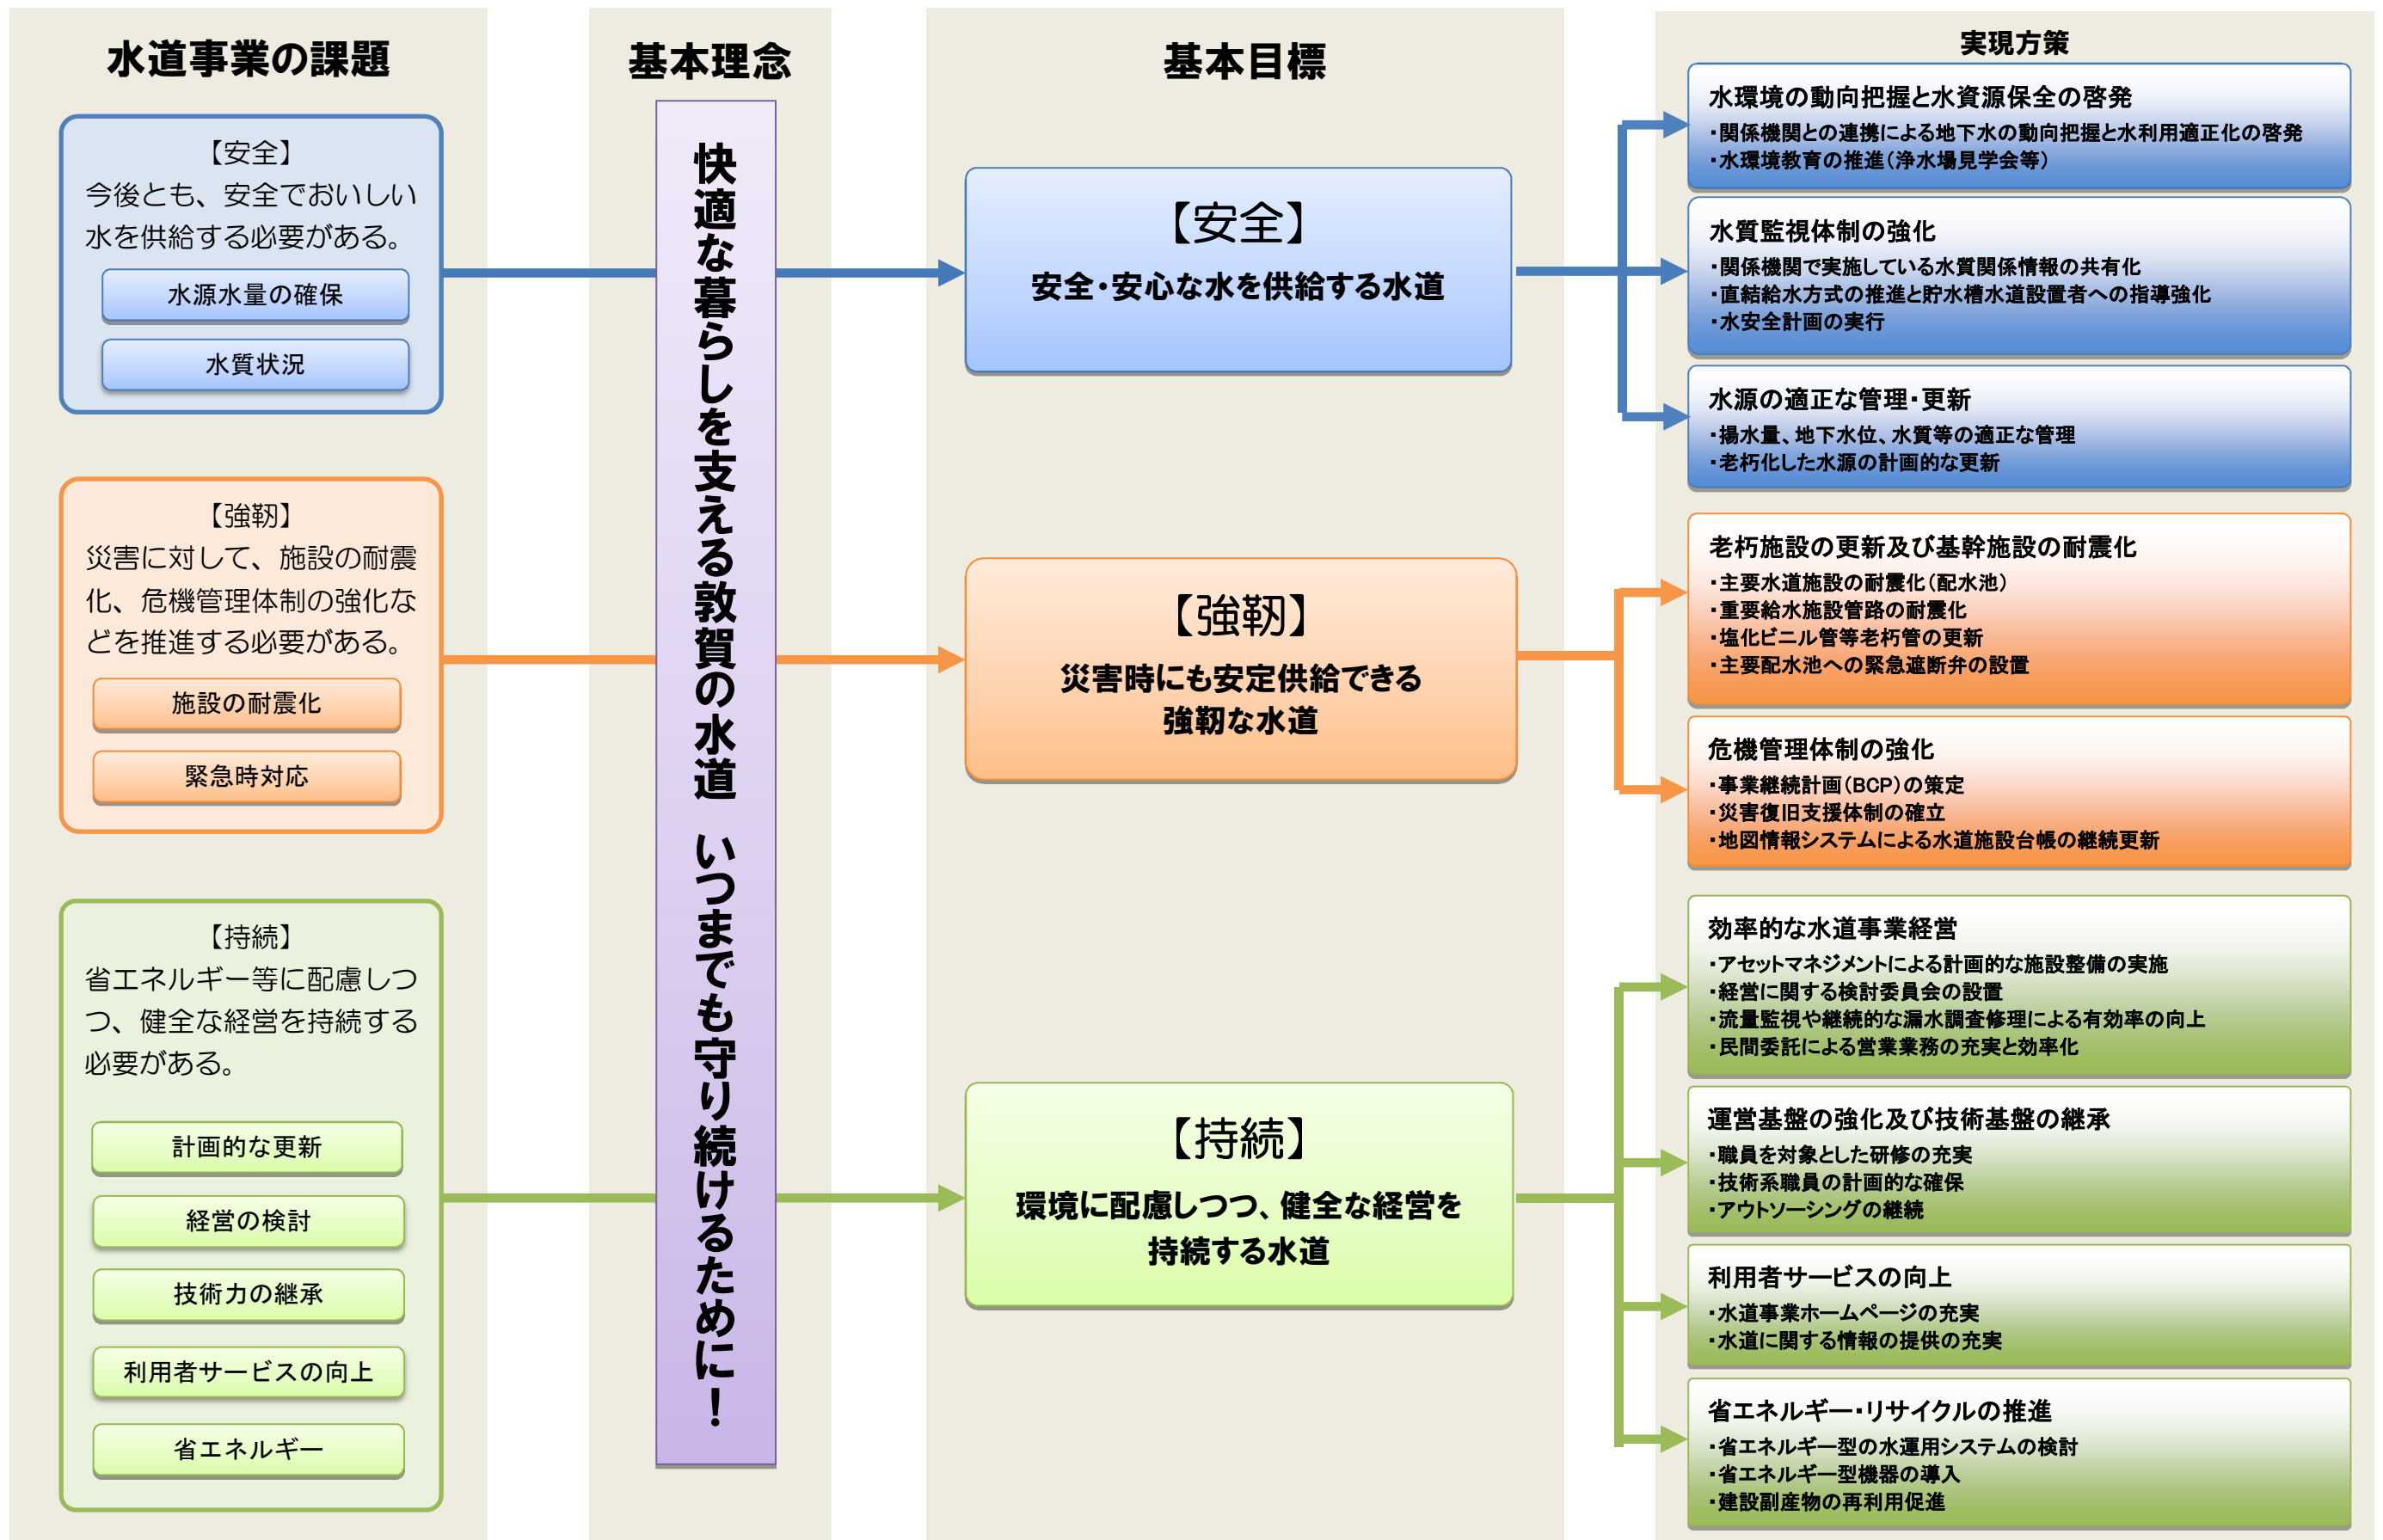 水道事業の課題
【安全】
今後とも、安全でおいしい
水を供給する必要がある。
水源水量の確保
水質状況
【強靭】
災害に対して、施設の耐震
化、危機管理体制の強化な
どを推進する必要がある。
施設の耐震化
緊急時対応
【持続】
省エネルギー等に配慮しつ
つ、健全な経営を持続する
必要がある。
計画的な更新
経営の検討
技術力の継承
利用者サービスの向上
省エネルギー
基本理念
快適な暮らしを支える敦賀の水道 いつまでも守り続けるために！
基本目標
【安全】
安全・安心な水を供給する水道
【強靭】
災害時にも安定供給できる
強靭な水道
【持続】
環境に配慮しつつ、健全な経営を
持続する水道
実現方策
水環境の動向把握と水資源保全の啓発
・関係機関との連携による地下水の動向把握と水利用適正化の啓発
・水環境教育の推進（浄水場見学会等）
水質監視体制の強化
・関係機関で実施している水質関係情報の共有化
・直結給水方式の推進と貯水槽水道設置者への指導強化
・水安全計画の実行
水源の適正な管理・更新
・揚水量、地下水位、水質等の適正な管理
・老朽化した水源の計画的な更新
老朽施設の更新及び基幹施設の耐震化
・主要水道施設の耐震化（配水池）
・重要給水施設管路の耐震化
・塩化ビニル管等老朽管の更新
・主要配水池への緊急遮断弁の設置
危機管理体制の強化
・事業継続計画（BCP）の策定
・災害復旧支援体制の確立
・地図情報システムによる水道施設台帳の継続更新
効率的な水道事業経営
・アセットマネジメントによる計画的な施設整備の実施
・経営に関する検討委員会の設置
・流量監視や継続的な漏水調査修理による有効率の向上
・民間委託による営業業務の充実と効率化
運営基盤の強化及び技術基盤の継承
・職員を対象とした研修の充実
・技術系職員の計画的な確保
・アウトソーシングの継続
利用者サービスの向上
・水道事業ホームページの充実
・水道に関する情報の提供の充実
省エネルギー・リサイクルの推進
・省エネルギー型の水運用システムの検討
・省エネルギー型機器の導入
・建設副産物の再利用促進